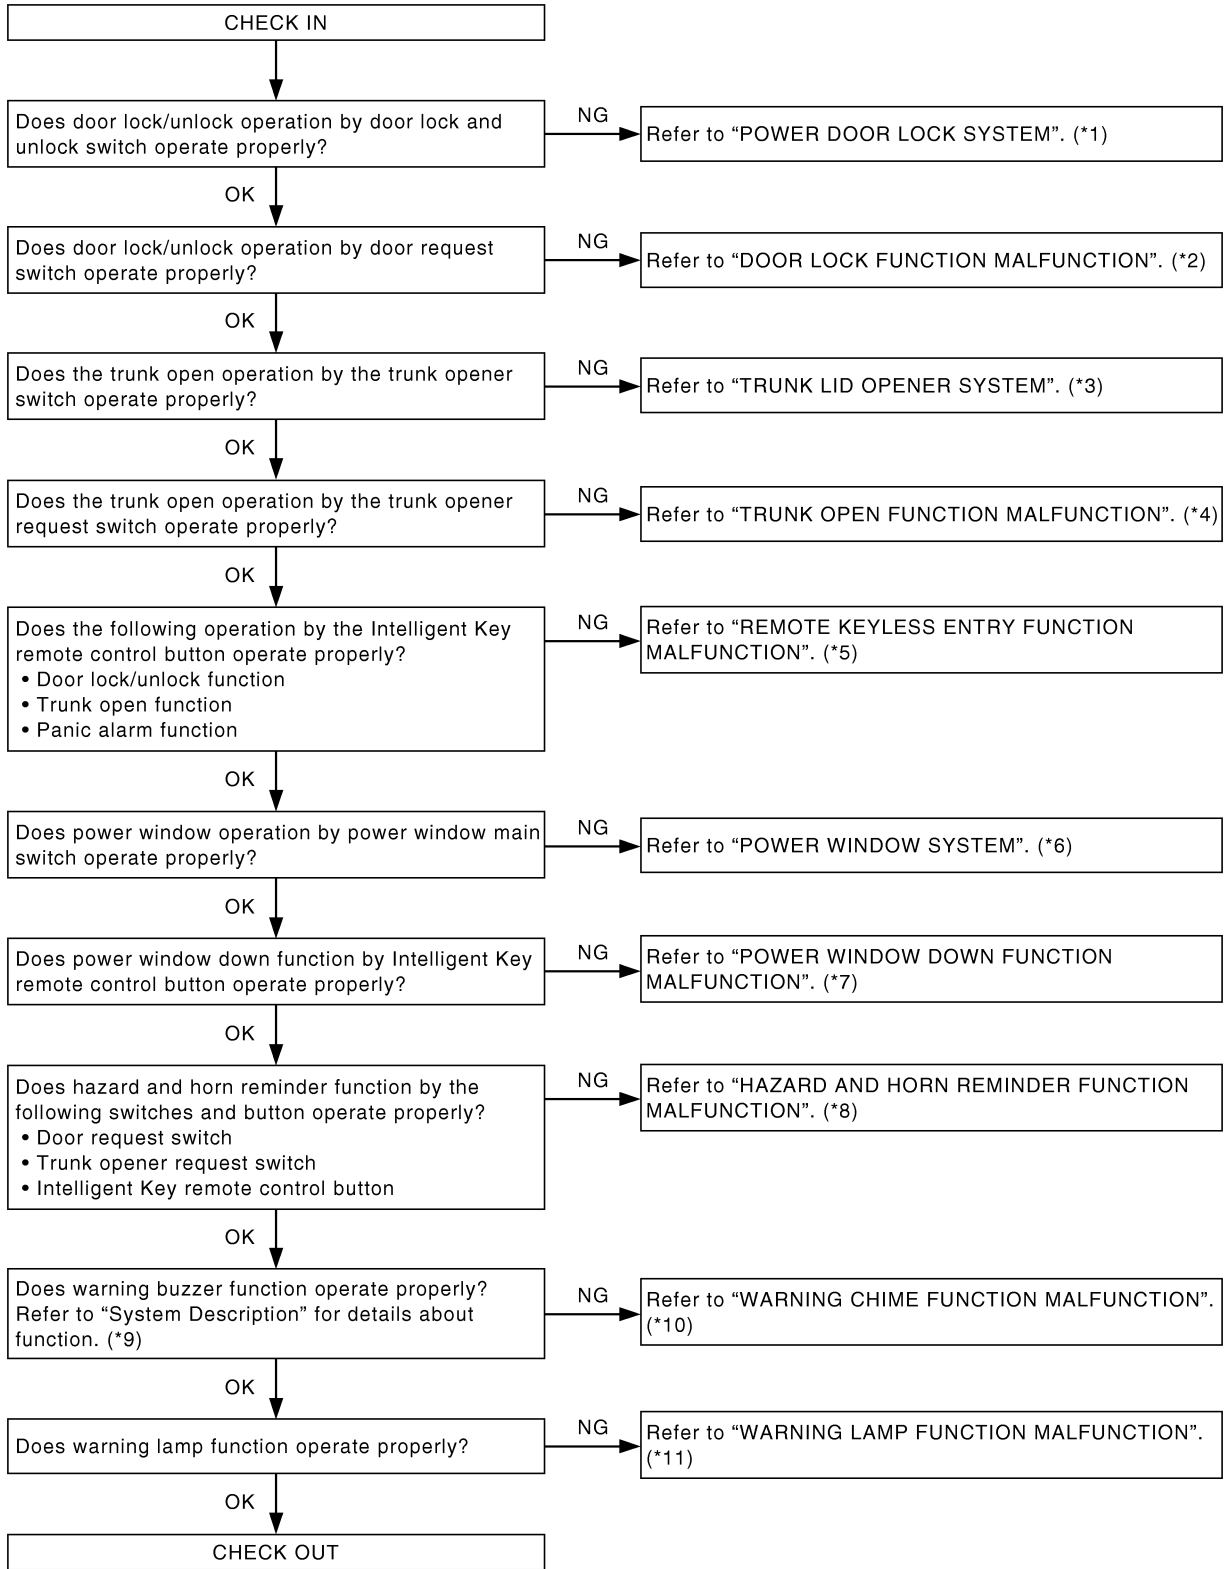 CHECK IN
Does door lock/unlock operation by door lock and
unlock switch operate properly?
NG
Refer to “POWER DOOR LOCK SYSTEM”. (*1)
OK
Does door lock/unlock operation by door request
switch operate properly?
NG
Refer to “DOOR LOCK FUNCTION MALFUNCTION”. (*2)
OK
Does the trunk open operation by the trunk opener
switch operate properly?
NG
Refer to “TRUNK LID OPENER SYSTEM”. (*3)
OK
Does the trunk open operation by the trunk opener
request switch operate properly?
NG
Refer to “TRUNK OPEN FUNCTION MALFUNCTION”. (*4)
OK
Does the following operation by the Intelligent Key
remote control button operate properly?
• Door lock/unlock function
• Trunk open function
• Panic alarm function
NG
Refer to “REMOTE KEYLESS ENTRY FUNCTION
MALFUNCTION”. (*5)
OK
Does power window operation by power window main
switch operate properly?
NG
Refer to “POWER WINDOW SYSTEM”. (*6)
OK
Does power window down function by Intelligent Key
remote control button operate properly?
NG
Refer to “POWER WINDOW DOWN FUNCTION
MALFUNCTION”. (*7)
OK
Does hazard and horn reminder function by the
following switches and button operate properly?
• Door request switch
• Trunk opener request switch
• Intelligent Key remote control button
NG
Refer to “HAZARD AND HORN REMINDER FUNCTION
MALFUNCTION”. (*8)
OK
Does warning buzzer function operate properly?
Refer to “System Description” for details about
function. (*9)
NG
Refer to “WARNING CHIME FUNCTION MALFUNCTION”.
(*10)
OK
Does warning lamp function operate properly?
NG
Refer to “WARNING LAMP FUNCTION MALFUNCTION”.
(*11)
OK
CHECK OUT